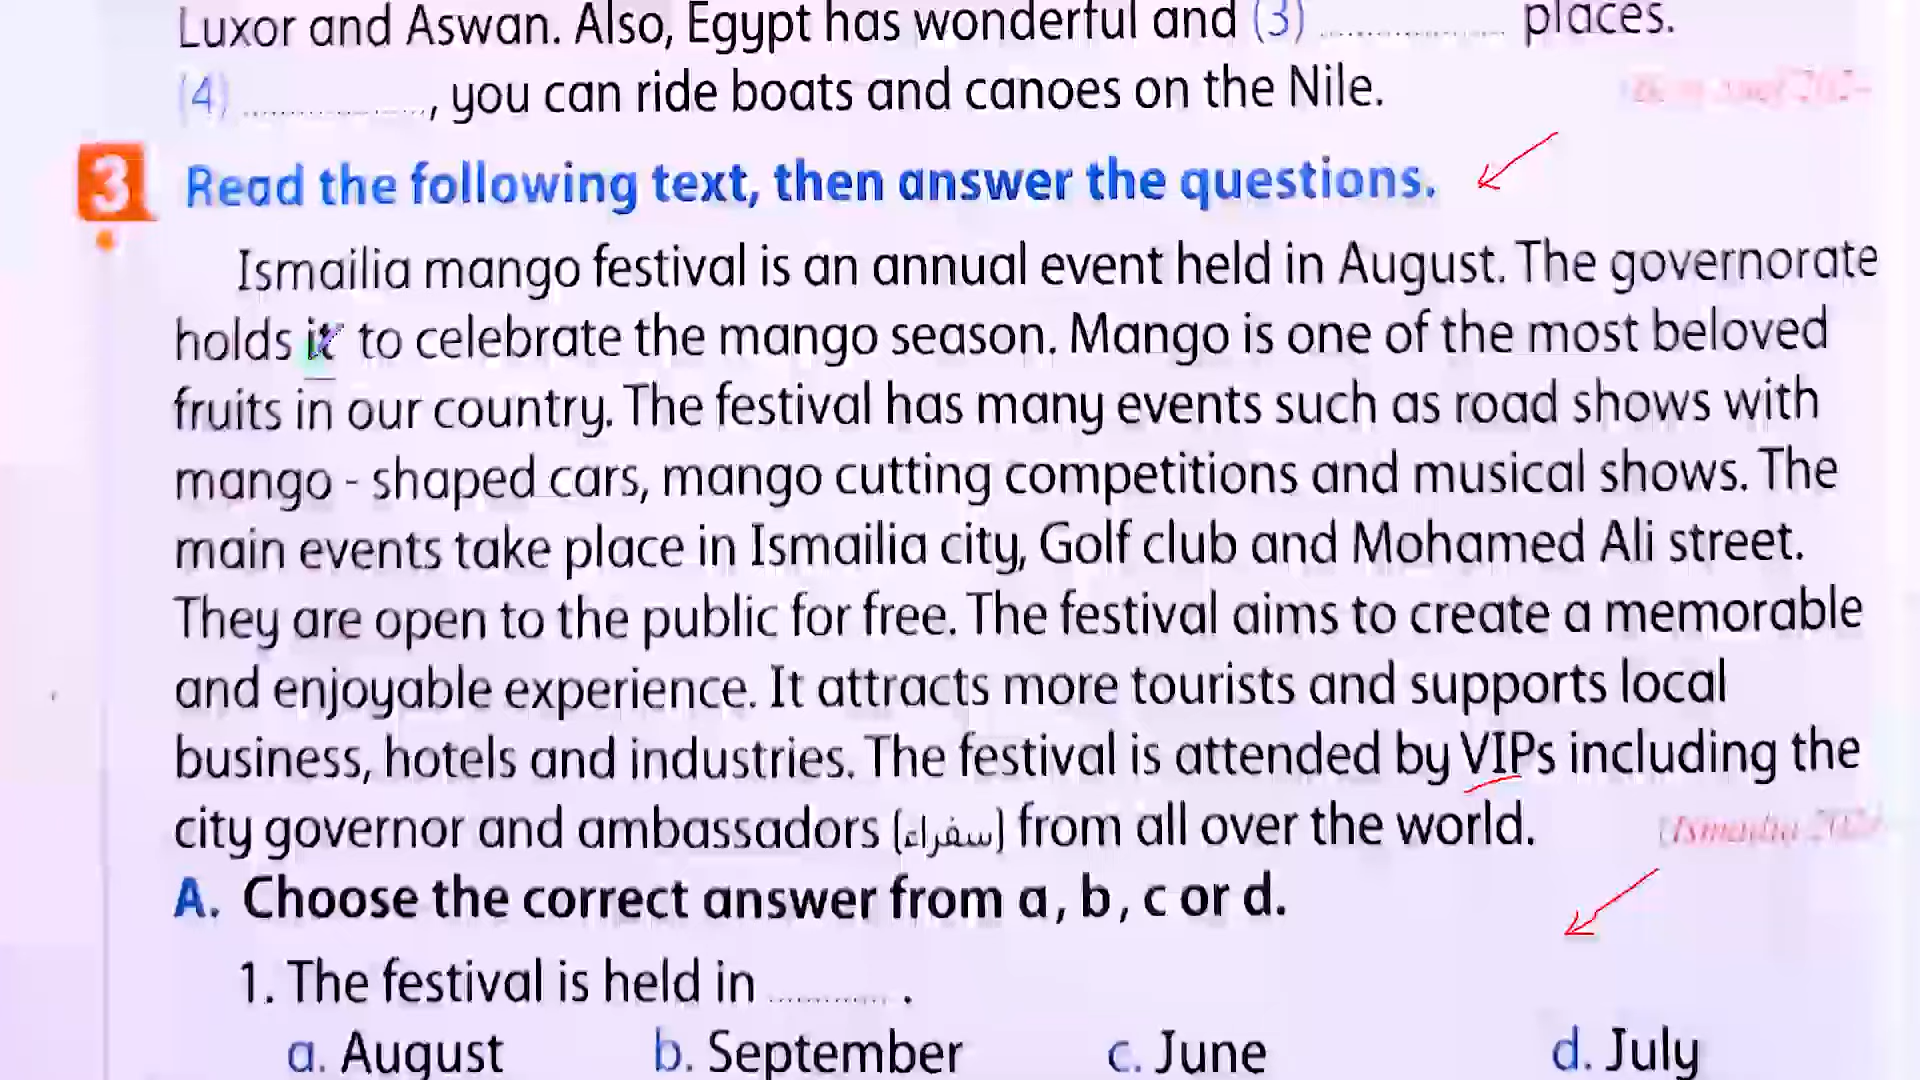 Luxor and Aswan. Also, Egypt has wonderful and (3) ................ places.
(4) ................, you can ride boats and canoes on the Nile.
3 Read the following text, then answer the questions.
Ismailia mango festival is an annual event held in August. The governorate
holds it to celebrate the mango season. Mango is one of the most beloved
fruits in our country. The festival has many events such as road shows with
mango - shaped cars, mango cutting competitions and musical shows. The
main events take place in Ismailia city, Golf club and Mohamed Ali street.
They are open to the public for free. The festival aims to create a memorable
and enjoyable experience. It attracts more tourists and supports local
business, hotels and industries. The festival is attended by VIPs including the
city governor and ambassadors (سفراء) from all over the world. (Ismailia
A. Choose the correct answer from a, b, c or d.
1. The festival is held in ............ .
a. August b. September c. June d. July